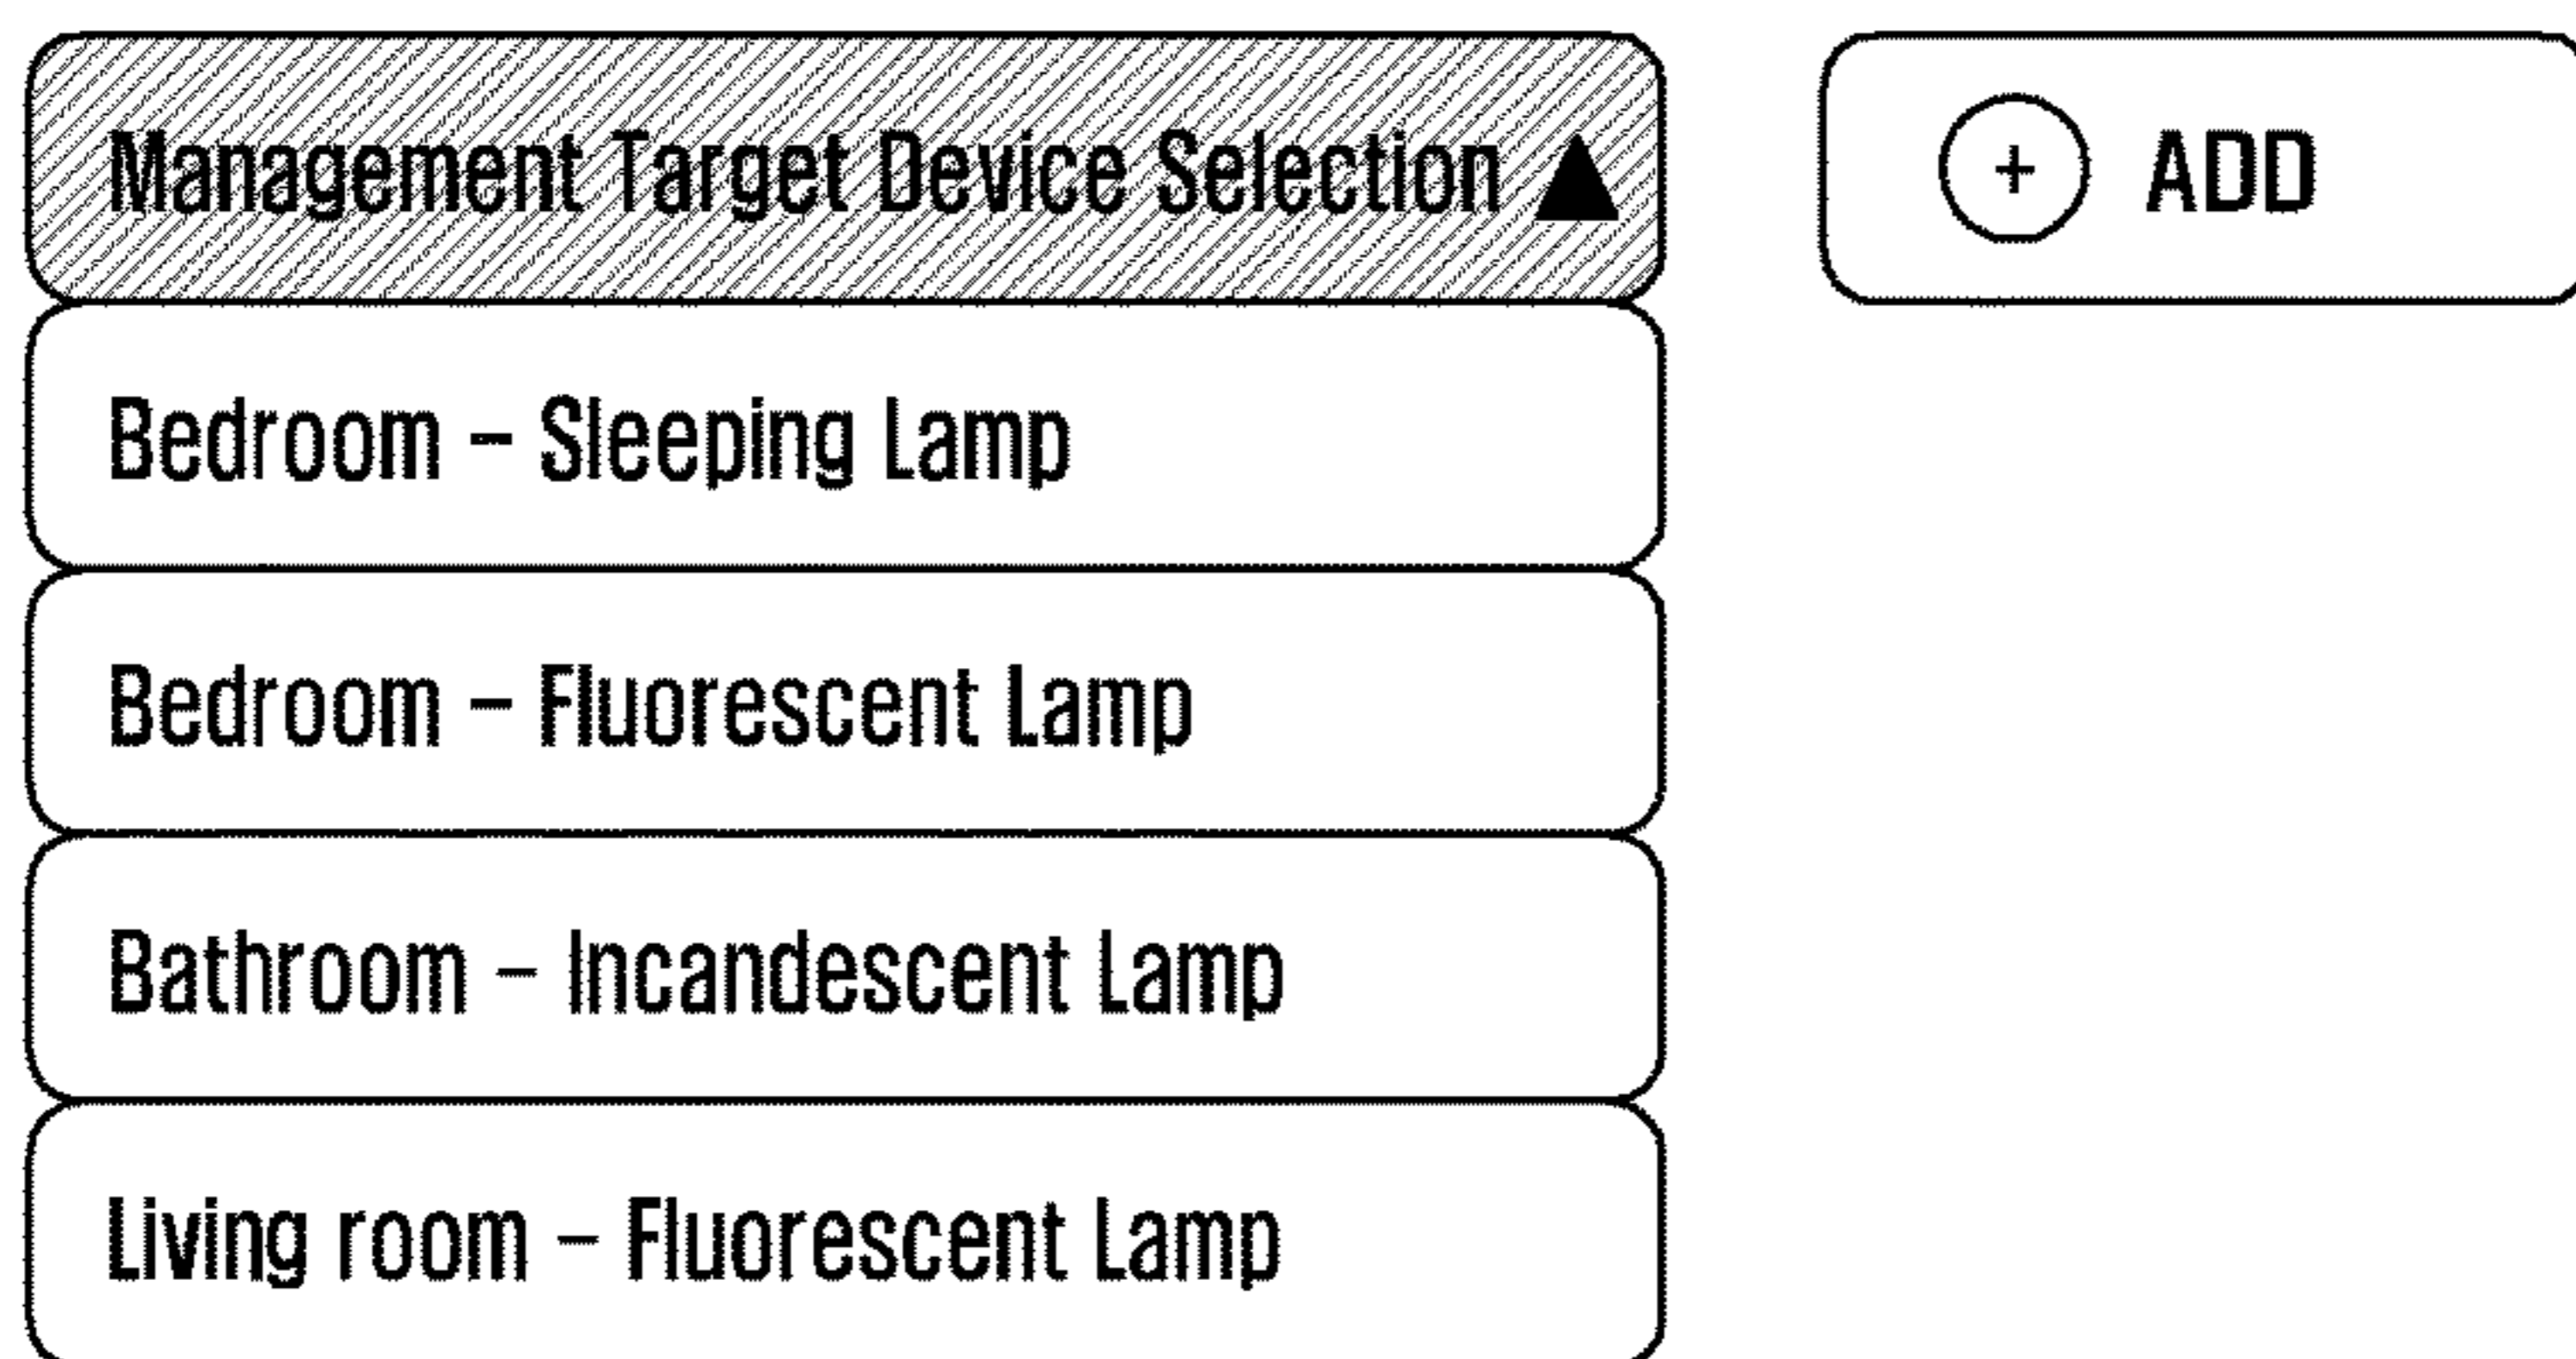 Management Target Device Selection ▲
+ ADD
Bedroom – Sleeping Lamp
Bedroom – Fluorescent Lamp
Bathroom – Incandescent Lamp
Living room – Fluorescent Lamp